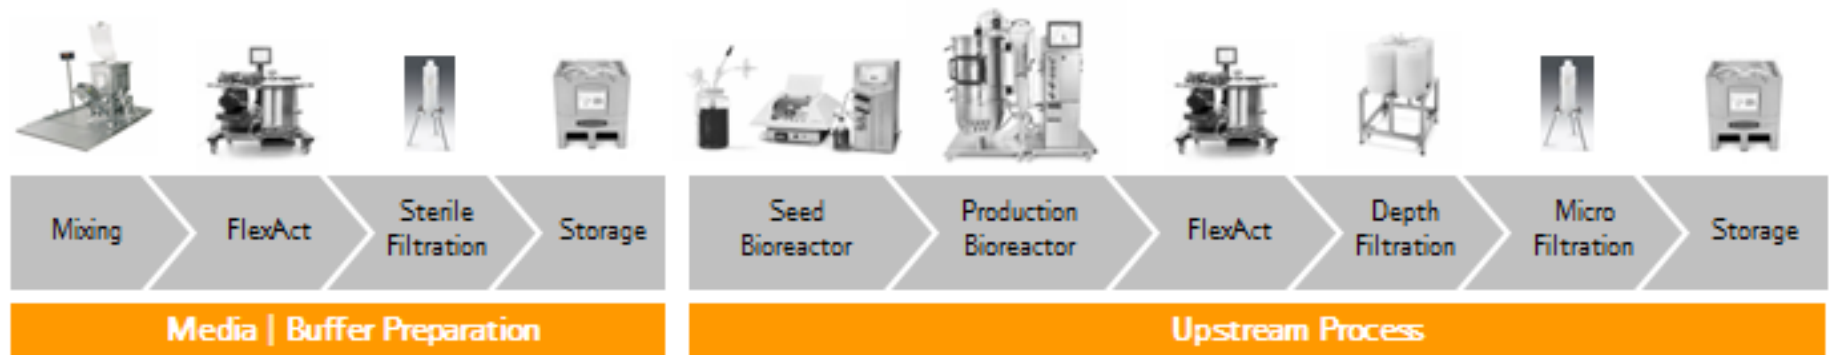 Mixing
FlexAct
Sterile
Filtration
Storage
Seed
Bioreactor
Production
Bioreactor
FlexAct
Depth
Filtration
Micro
Filtration
Storage
Media | Buffer Preparation
Upstream Process